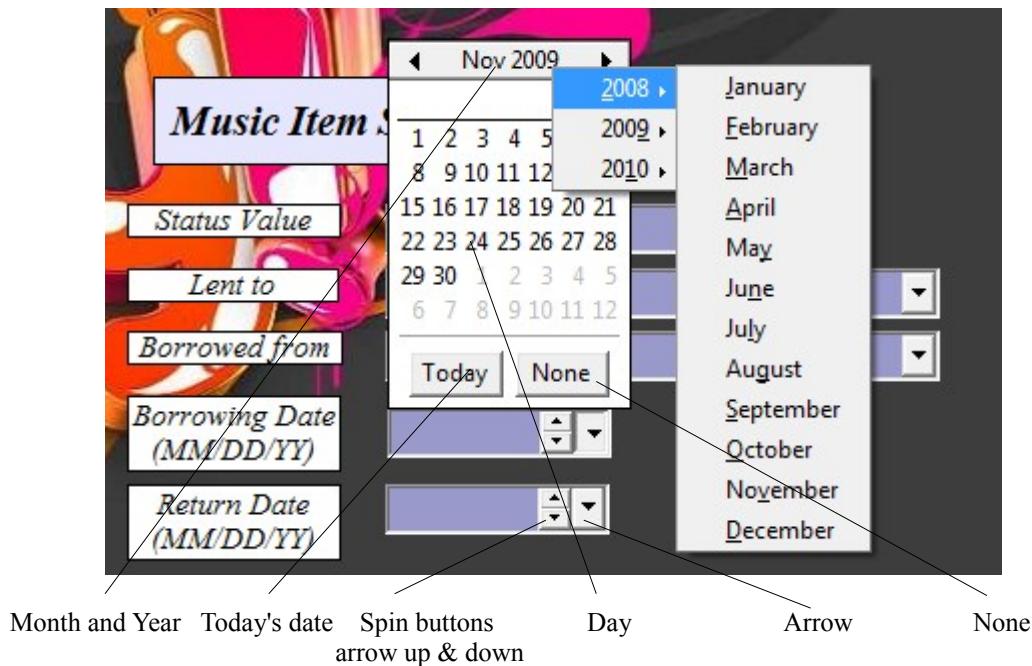 Nov 2009
2008
2009
2010
January
February
March
April
May
June
July
August
September
October
November
December
Music Item S
1 2 3 4 5
8 9 10 11 12
15 16 17 18 19 20 21
22 23 24 25 26 27 28
29 30 1 2 3 4 5
6 7 8 9 10 11 12
Today None
Status Value
Lent to
Borrowed from
Borrowing Date
(MM/DD/YY)
Return Date
(MM/DD/YY)
Month and Year
Today's date
Spin buttons
arrow up & down
Day
Arrow
None